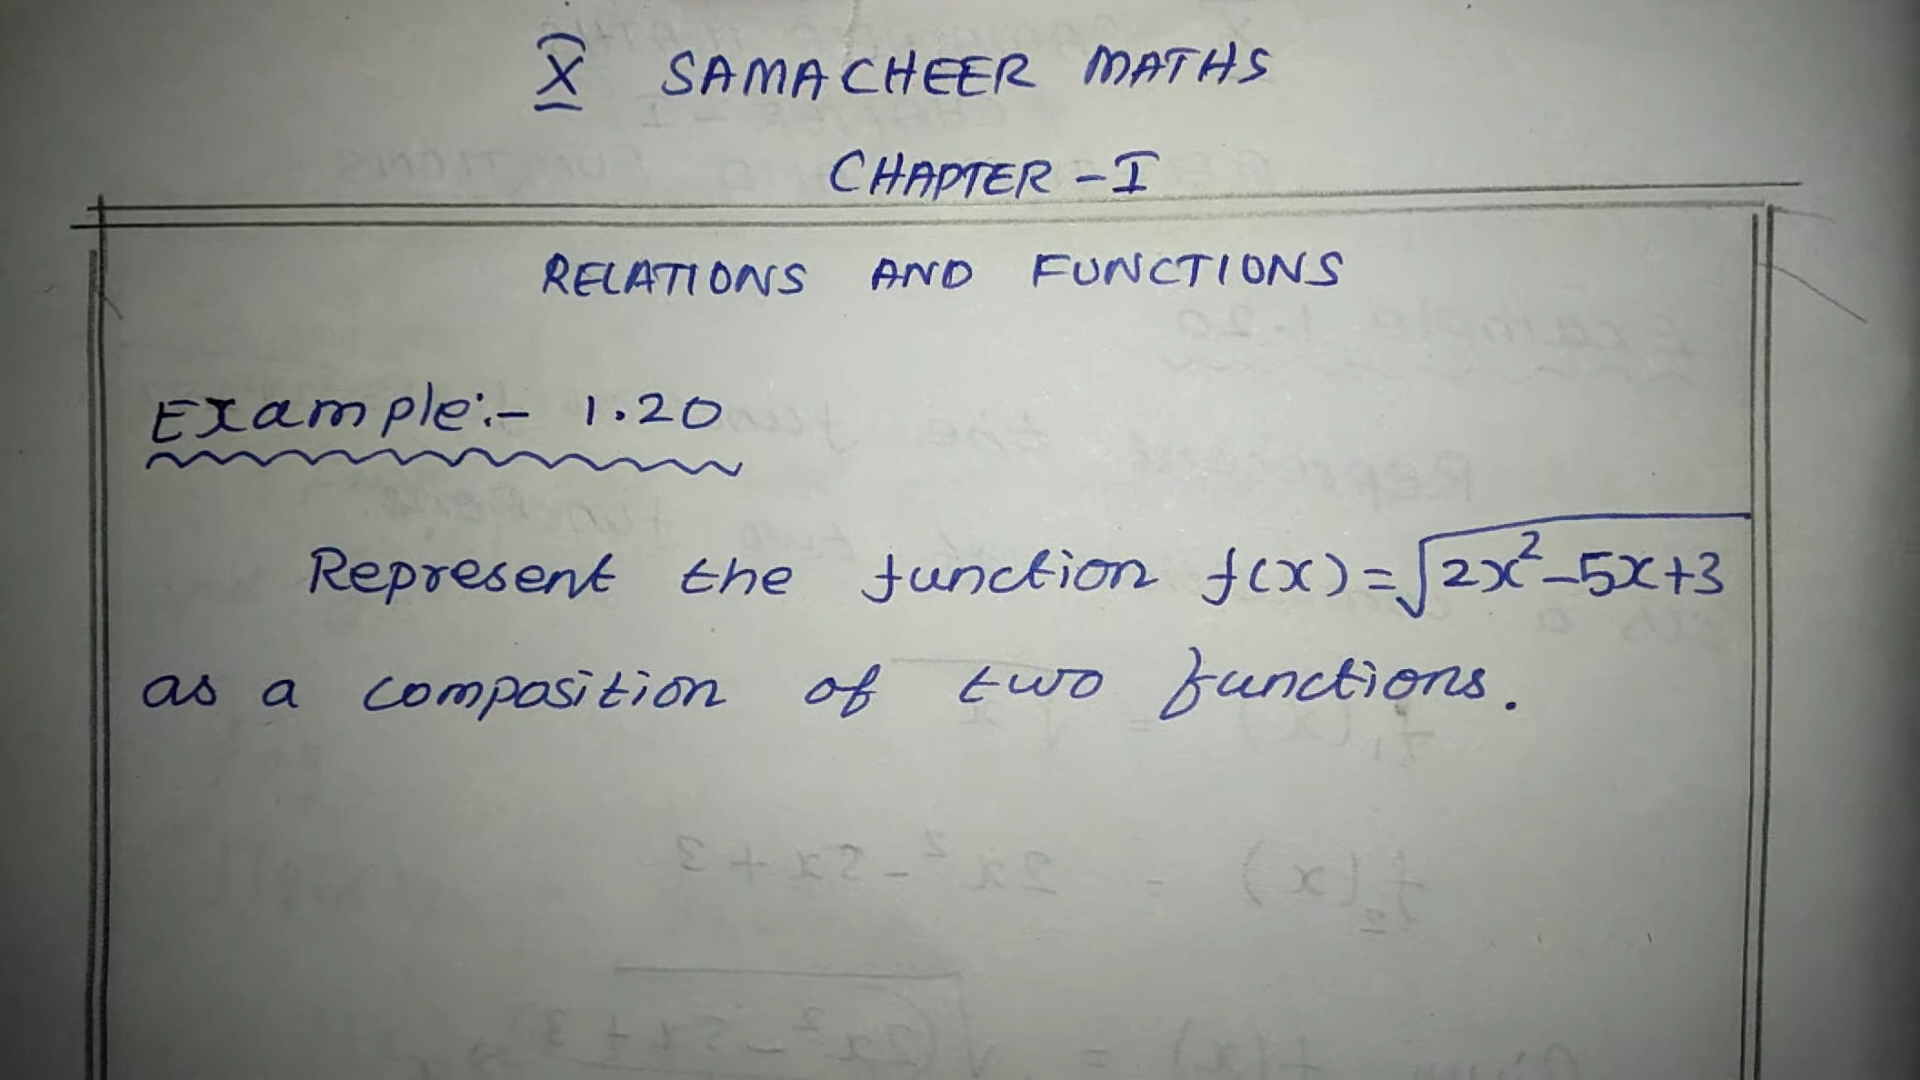 X SAMACHEER MATHS
CHAPTER - I
RELATIONS AND FUNCTIONS
Example:- 1.20
Represent the function f(x)=√2x²-5x+3
as a composition of two functions.